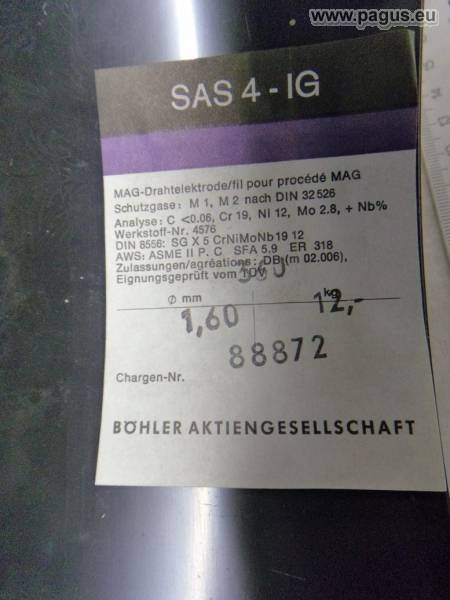 www.pagus.eu
SAS 4 - IG
MAG-Drahtelektrode/fil pour procédé MAG
Schutzgase: M 1, M 2 nach DIN 32526
Analyse: C <0.06, Cr 19, Ni 12, Mo 2.8, + Nb%
Werkstoff-Nr. 4576
DIN 8556: SG X 5 CrNiMoNb 19 12
AWS: ASME II P. C SFA 5.9 ER 318
Zulassungen/agréations: DB (m 02.006),
Eignungsgeprüft vom TÜV
∅ mm
kg
1,60
12,-
88872
Chargen-Nr.
BÖHLER AKTIENGESELLSCHAFT